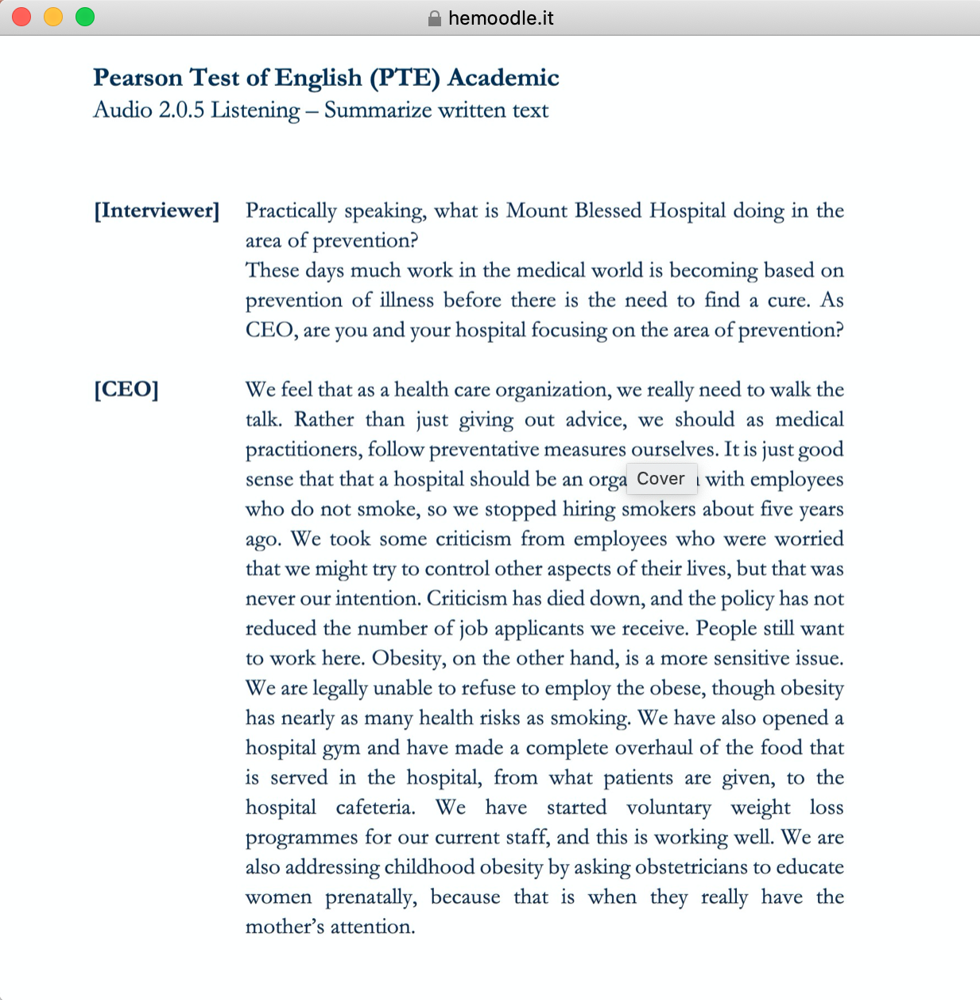 hemoodle.it
Pearson Test of English (PTE) Academic
Audio 2.0.5 Listening – Summarize written text
[Interviewer] Practically speaking, what is Mount Blessed Hospital doing in the
area of prevention?
These days much work in the medical world is becoming based on
prevention of illness before there is the need to find a cure. As
CEO, are you and your hospital focusing on the area of prevention?
[CEO] We feel that as a health care organization, we really need to walk the
talk. Rather than just giving out advice, we should as medical
practitioners, follow preventative measures ourselves. It is just good
sense that that a hospital should be an Cover with employees
who do not smoke, so we stopped hiring smokers about five years
ago. We took some criticism from employees who were worried
that we might try to control other aspects of their lives, but that was
never our intention. Criticism has died down, and the policy has not
reduced the number of job applicants we receive. People still want
to work here. Obesity, on the other hand, is a more sensitive issue.
We are legally unable to refuse to employ the obese, though obesity
has nearly as many health risks as smoking. We have also opened a
hospital gym and have made a complete overhaul of the food that
is served in the hospital, from what patients are given, to the
hospital cafeteria. We have started voluntary weight loss
programmes for our current staff, and this is working well. We are
also addressing childhood obesity by asking obstetricians to educate
women prenatally, because that is when they really have the
mother's attention.